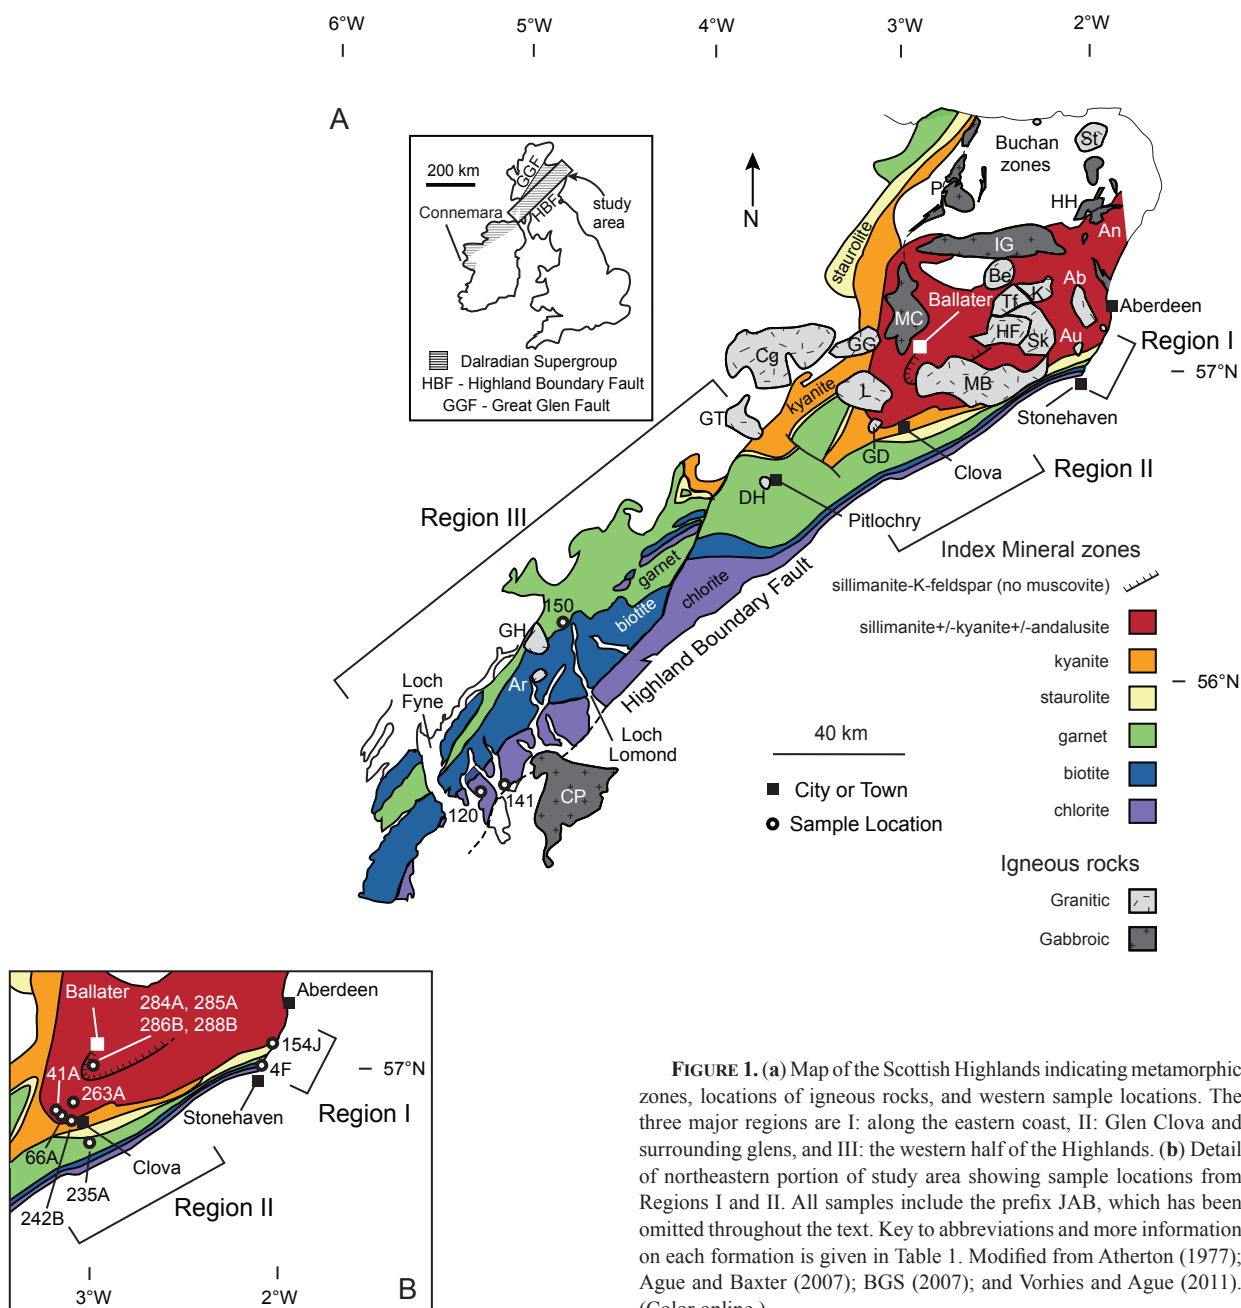 6°W
5°W
4°W
3°W
2°W
A
200 km
GGF
HBF
Connemara
study
area
Dalradian Supergroup
HBF - Highland Boundary Fault
GGF - Great Glen Fault
N
Buchan
zones
St
P
HH
An
IG
staurolite
Be
Ab
Ballater
Tf
K
Aberdeen
MC
HF
Sk
Au
GG
Cg
Region I
57°N
MB
kyanite
L
Stonehaven
GT
GD
Clova
Region II
DH
Pitlochry
Region III
garnet
chlorite
biotite
Highland Boundary Fault
150
GH
Ar
Loch
Fyne
Loch
Lomond
120
141
CP
Index Mineral zones
sillimanite-K-feldspar (no muscovite)
sillimanite+/-kyanite+/-andalusite
kyanite
staurolite
56°N
garnet
biotite
chlorite
40 km
City or Town
Sample Location
Igneous rocks
Granitic
Gabbroic
Ballater
284A, 285A
286B, 288B
Aberdeen
154J
4F
57°N
41A
263A
Stonehaven
Region I
66A
Clova
235A
242B
Region II
3°W
2°W
B
FIGURE 1. (a) Map of the Scottish Highlands indicating metamorphic
zones, locations of igneous rocks, and western sample locations. The
three major regions are I: along the eastern coast, II: Glen Clova and
surrounding glens, and III: the western half of the Highlands. (b) Detail
of northeastern portion of study area showing sample locations from
Regions I and II. All samples include the prefix JAB, which has been
omitted throughout the text. Key to abbreviations and more information
on each formation is given in Table 1. Modified from Atherton (1977);
Ague and Baxter (2007); BGS (2007); and Vorhies and Ague (2011).
(Color online.)